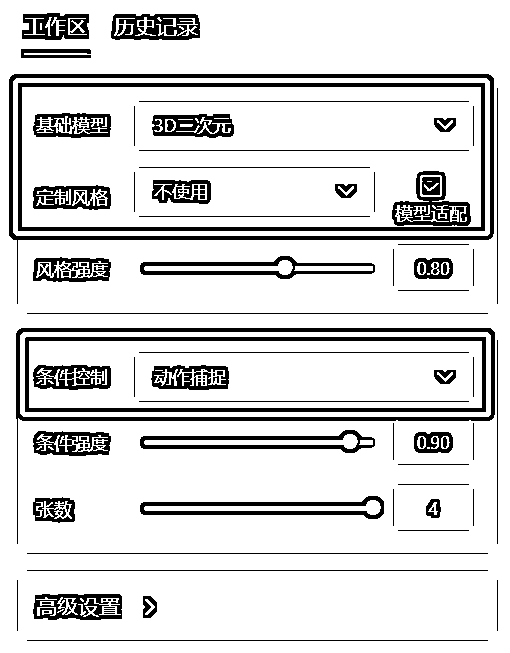 工作区 历史记录
基础模型 3D二次元
定制风格 不使用 模型适配
风格强度 0.80
条件控制 动作捕捉
条件强度 0.90
张数 4
高级设置